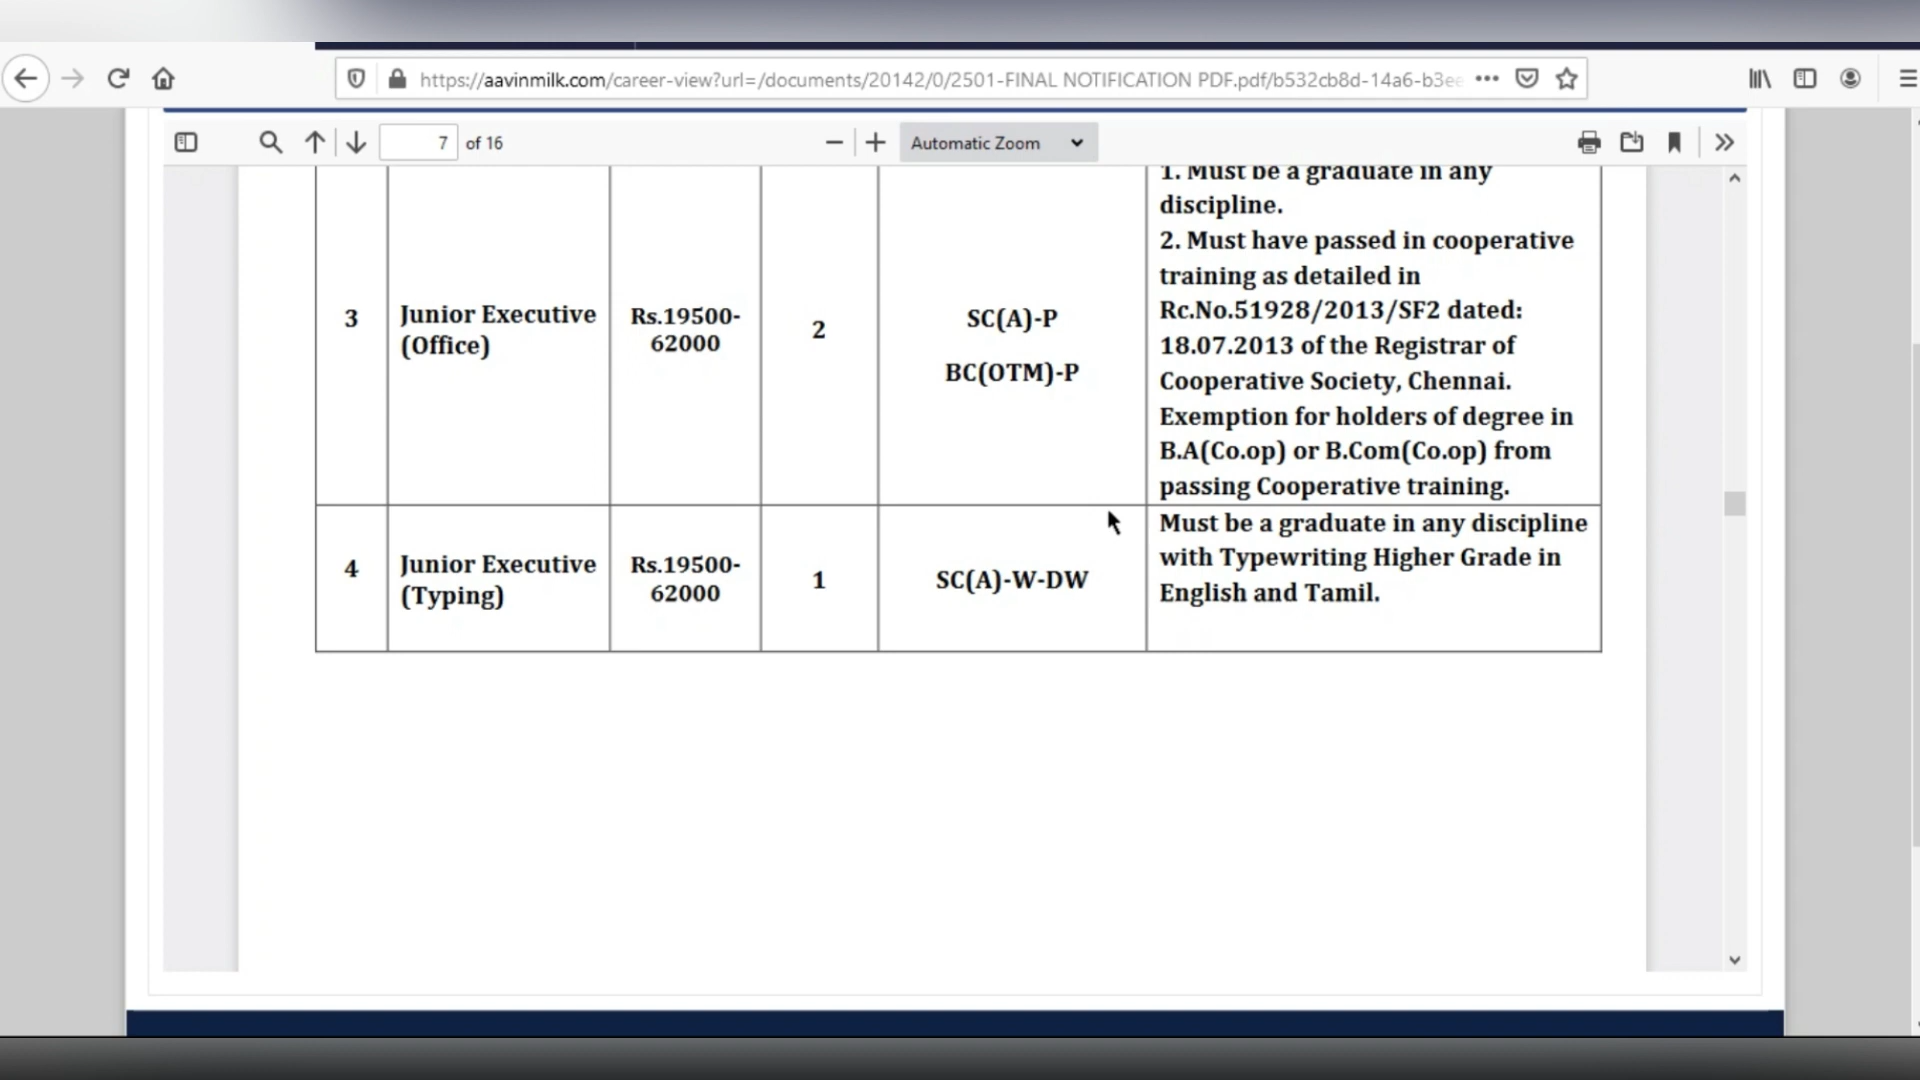 https://aavinmilk.com/career-view?url=/documents/20142/0/2501-FINAL NOTIFICATION PDF.pdf/b532cb8d-14a6-b3ee
7 of 16
Automatic Zoom
3
Junior Executive
(Office)
Rs.19500-
62000
2
SC(A)-P
BC(OTM)-P
1. Must be a graduate in any
discipline.
2. Must have passed in cooperative
training as detailed in
Rc.No.51928/2013/SF2 dated:
18.07.2013 of the Registrar of
Cooperative Society, Chennai.
Exemption for holders of degree in
B.A(Co.op) or B.Com(Co.op) from
passing Cooperative training.
4
Junior Executive
(Typing)
Rs.19500-
62000
1
SC(A)-W-DW
Must be a graduate in any discipline
with Typewriting Higher Grade in
English and Tamil.